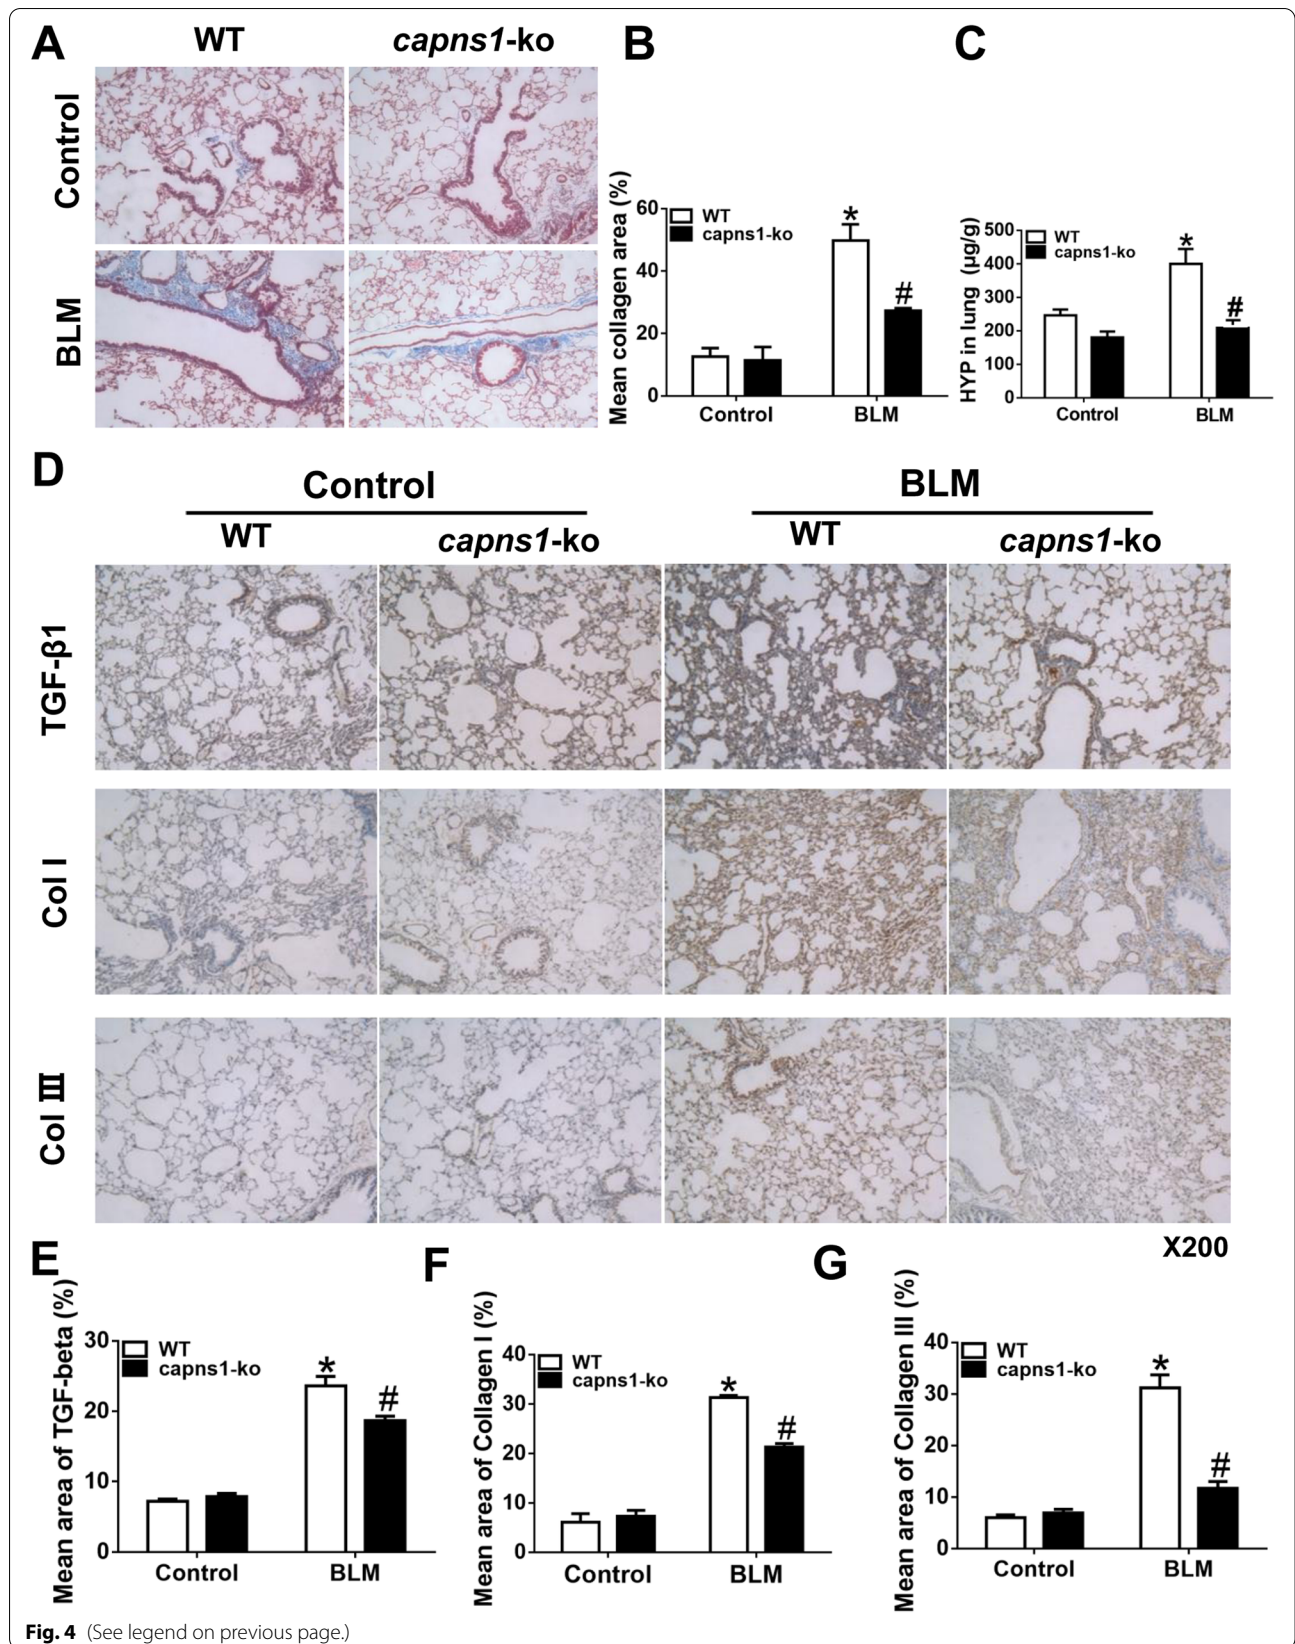 A
WT
capns1-ko
Control
BLM
B
Mean collagen area (%)
60
40
20
0
WT
capns1-ko
*
#
Control
BLM
C
HYP in lung (µg/g)
500
400
300
200
100
0
WT
capns1-ko
*
#
Control
BLM
D
Control
BLM
WT
capns1-ko
WT
capns1-ko
TGF-β1
Col I
Col III
X200
E
Mean area of TGF-beta (%)
30
20
10
0
WT
capns1-ko
*
#
Control
BLM
F
Mean area of Collagen I (%)
40
30
20
10
0
WT
capns1-ko
*
#
Control
BLM
G
Mean area of Collagen III (%)
40
30
20
10
0
WT
capns1-ko
*
#
Control
BLM
Fig. 4 (See legend on previous page.)